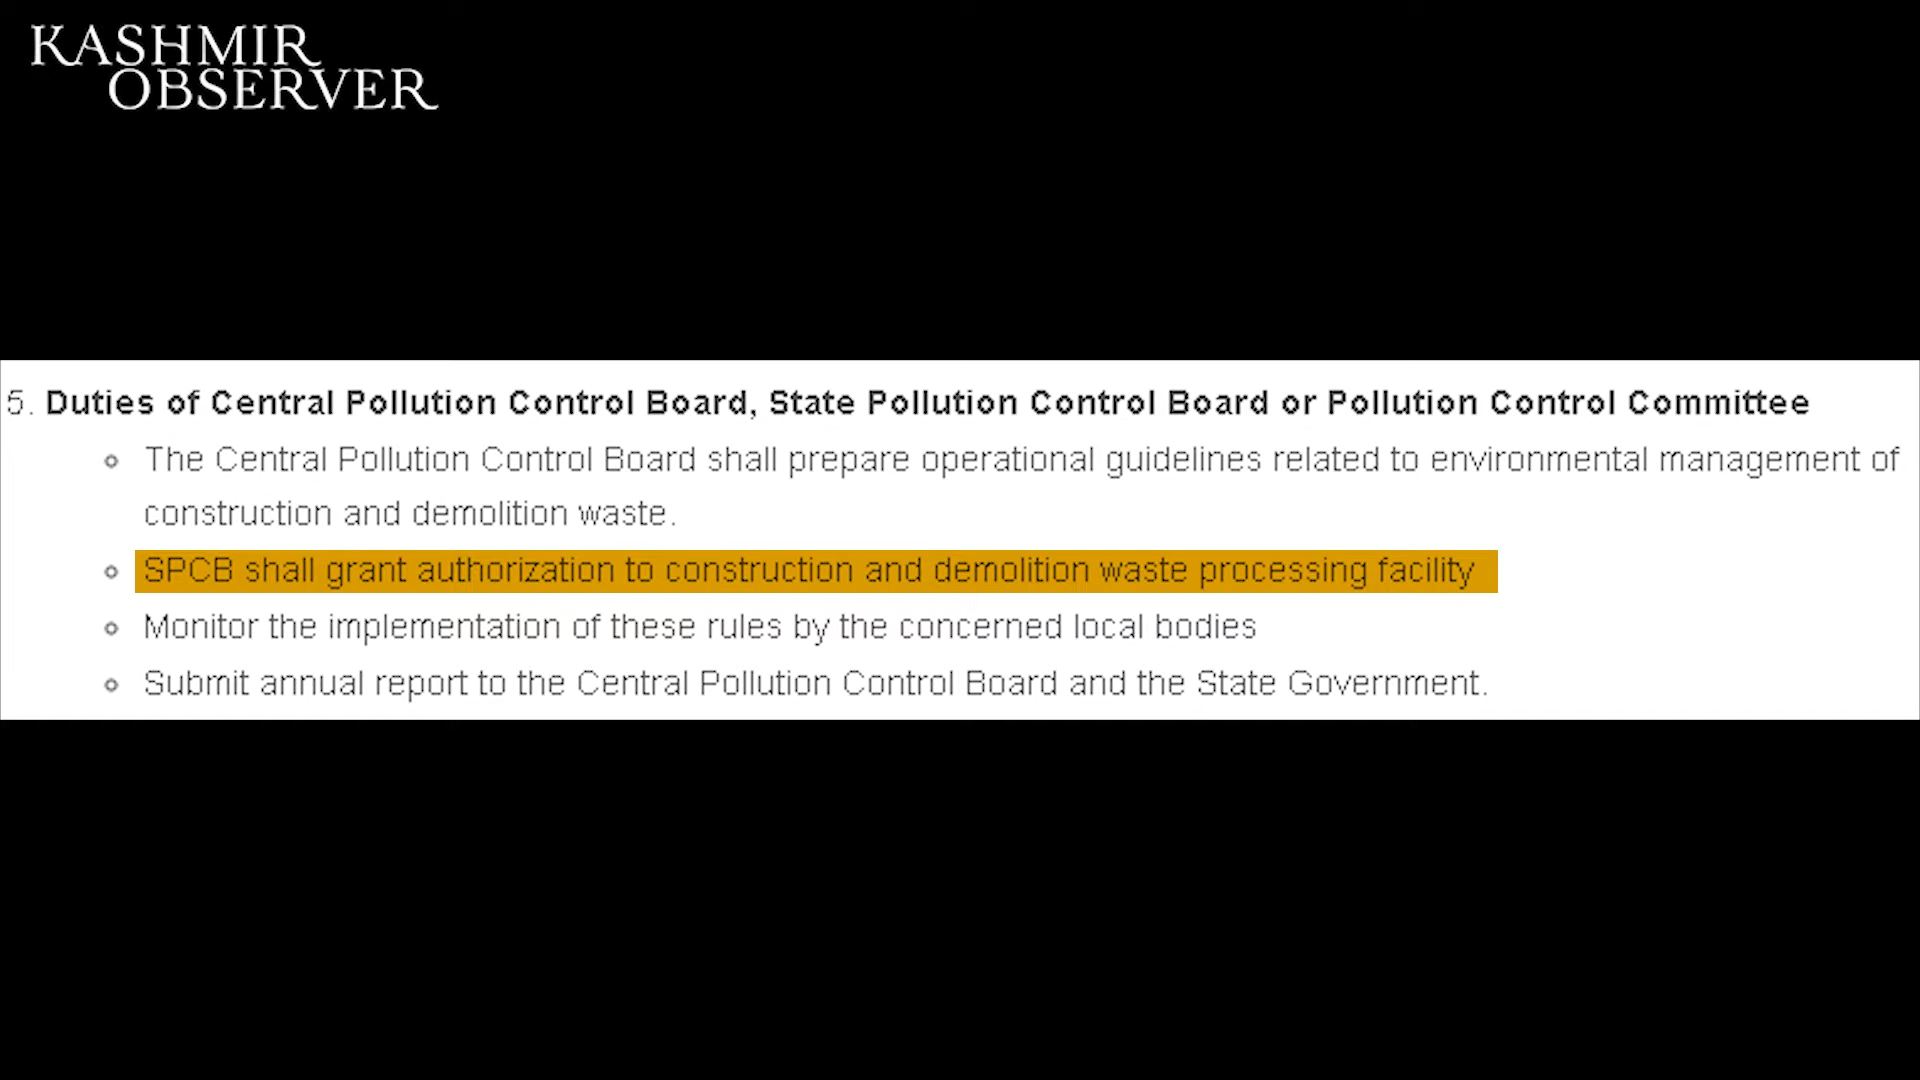 KASHMIR
OBSERVER
5. Duties of Central Pollution Control Board, State Pollution Control Board or Pollution Control Committee
The Central Pollution Control Board shall prepare operational guidelines related to environmental management of
construction and demolition waste.
SPCB shall grant authorization to construction and demolition waste processing facility
Monitor the implementation of these rules by the concerned local bodies
Submit annual report to the Central Pollution Control Board and the State Government.